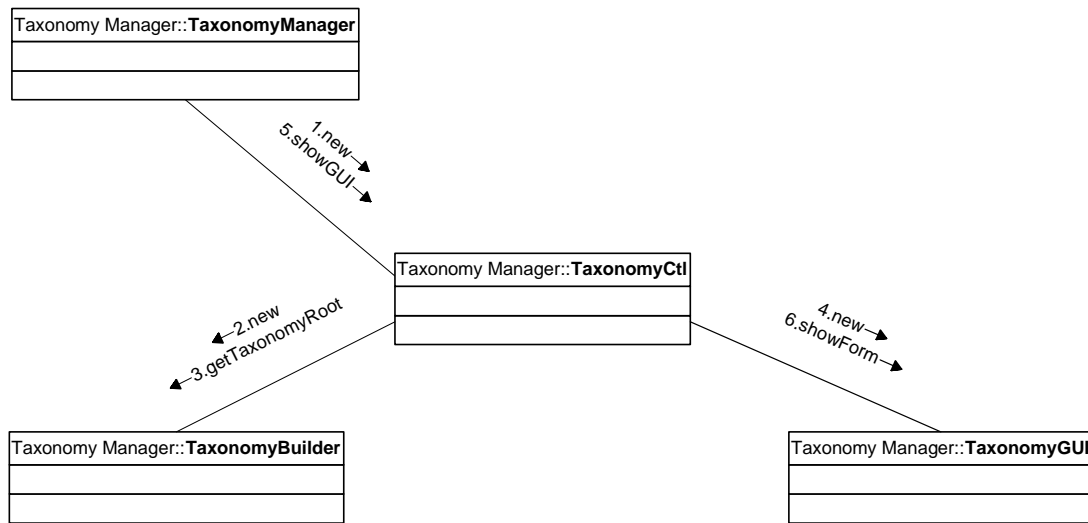 Taxonomy Manager::TaxonomyManager
1.new
5.showGUI
Taxonomy Manager::TaxonomyCtl
2.new
3.getTaxonomyRoot
4.new
6.showForm
Taxonomy Manager::TaxonomyBuilder
Taxonomy Manager::TaxonomyGUI